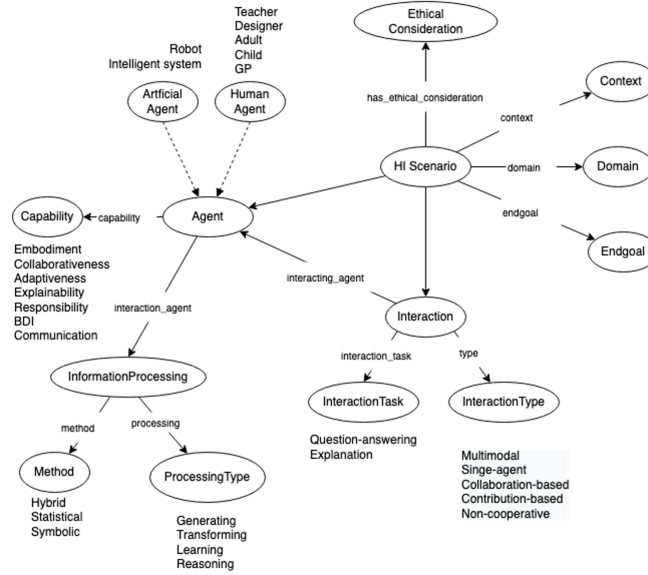 Ethical
Consideration
Teacher
Designer
Adult
Child
GP
Robot
Intelligent system
Artficial
Agent
Human
Agent
has_ethical_consideration
Context
context
HI Scenario
domain
Domain
endgoal
Endgoal
Capability
capability
Agent
Embodiment
Collaborativeness
Adaptiveness
Explainability
Responsibility
BDI
Communication
interacting_agent
interaction_agent
Interaction
interaction_task
type
InformationProcessing
InteractionTask
InteractionType
method
processing
Question-answering
Explanation
Multimodal
Singe-agent
Collaboration-based
Contribution-based
Non-cooperative
Method
ProcessingType
Hybrid
Statistical
Symbolic
Generating
Transforming
Learning
Reasoning